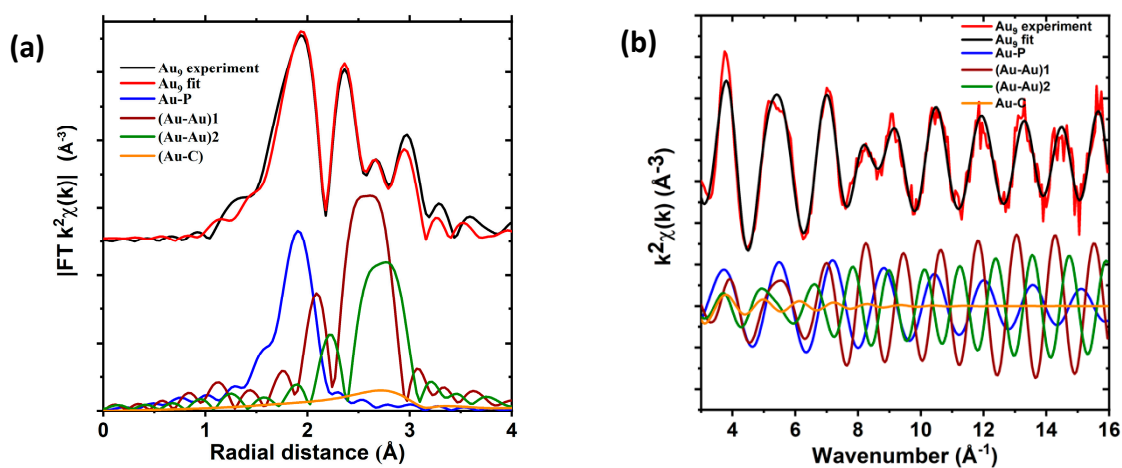 (a)
|FT k²χ(k)| (Å⁻³)
Au₉ experiment
Au₉ fit
Au-P
(Au-Au)1
(Au-Au)2
(Au-C)
0 1 2 3 4
Radial distance (Å)
(b)
k²χ(k) (Å⁻³)
Au₉ experiment
Au₉ fit
Au-P
(Au-Au)1
(Au-Au)2
Au-C
4 6 8 10 12 14 16
Wavenumber (Å⁻¹)